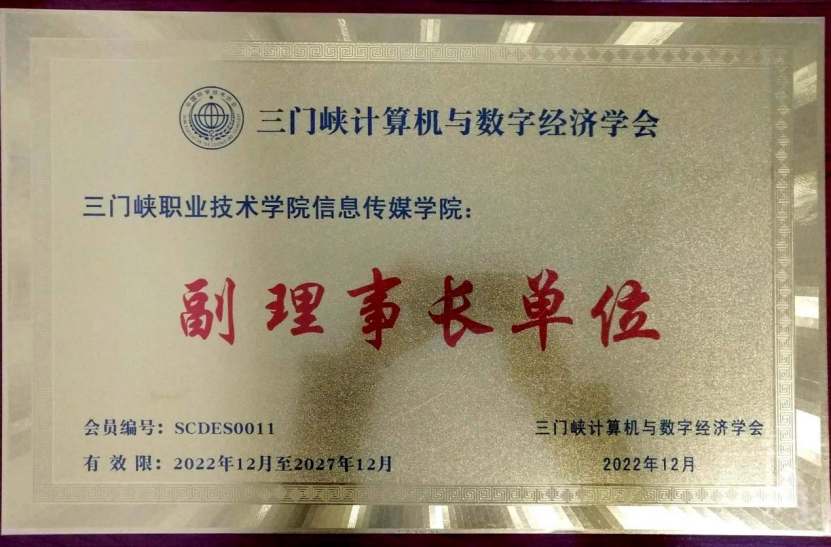 三门峡计算机与数字经济学会
三门峡职业技术学院信息传媒学院：
副理事长单位
会员编号：SCDES0011
有 效 限：2022年12月至2027年12月
三门峡计算机与数字经济学会
2022年12月